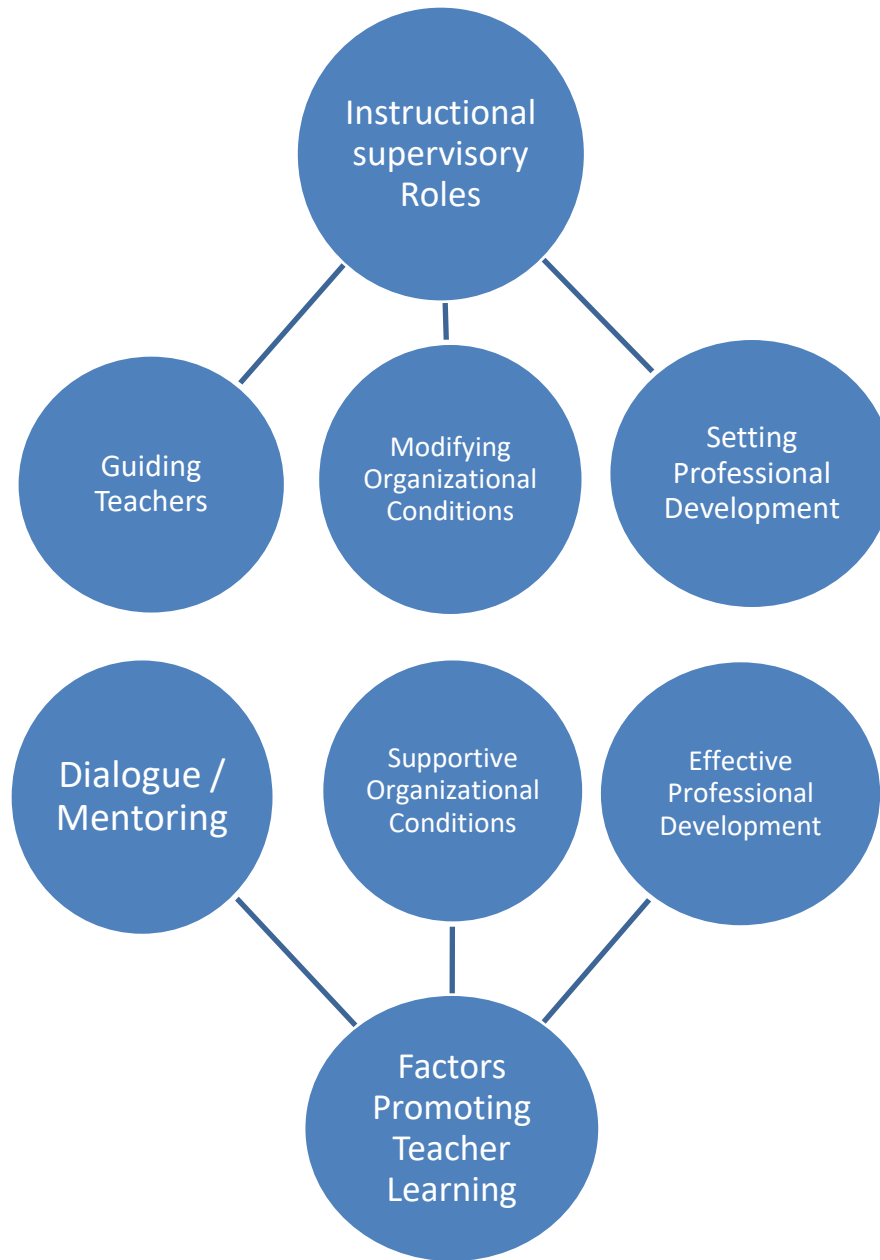 Instructional
supervisory
Roles
Guiding
Teachers
Modifying
Organizational
Conditions
Setting
Professional
Development
Dialogue /
Mentoring
Supportive
Organizational
Conditions
Effective
Professional
Development
Factors
Promoting
Teacher
Learning